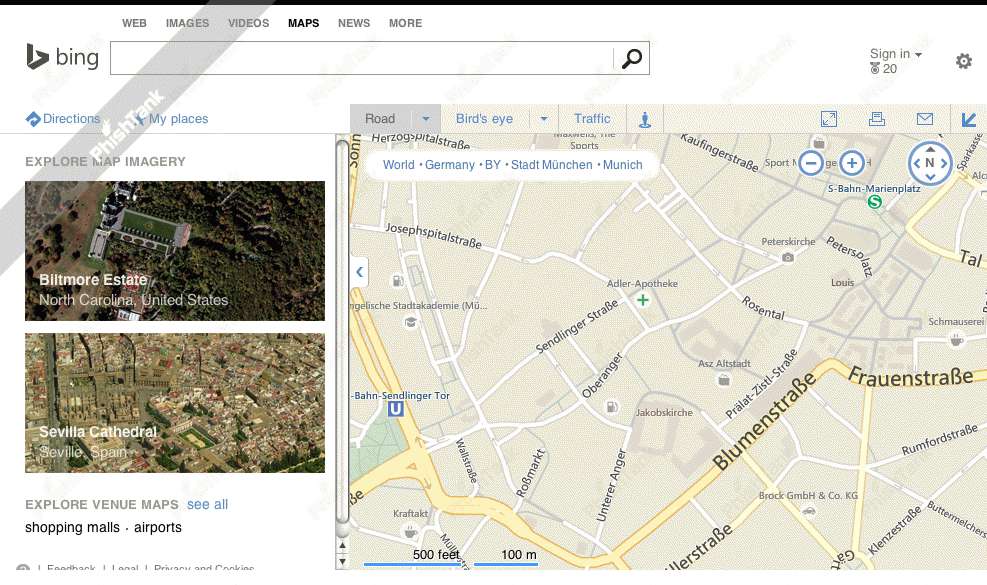 WEB IMAGES VIDEOS MAPS NEWS MORE
bing
Sign in
20
PhishTank
Directions
My places
Road
Bird's eye
Traffic
EXPLORE MAP IMAGERY
Biltmore Estate
North Carolina, United States
Sevilla Cathedral
Seville, Spain
EXPLORE VENUE MAPS see all
shopping malls · airports
Feedback | Legal | Privacy and Cookies
World · Germany · BY · Stadt München · Munich
Herzogspitalstraße
Maxwells, The
Sports
Kaufingerstraße
Sport
N
Sparkasse
S-Bahn-Marienplatz
S
Josephspitalstraße
Peterskirche
Petersplatz
Tal
Adler-Apotheke
Louis
ngelische Stadtakademie (Mü...
Sendlinger Straße
Rosental
Schmauserei
Asz Altstadt
Frauenstraße
Oberanger
Prälat-Zistl-Straße
-Bahn-Sendlinger Tor
U
Jakobskirche
Blumenstraße
Rumfordstraße
Wallstraße
Roßmarkt
Unterer Anger
Brock GmbH & Co. KG
Kraftakt
Klenzestraße
Buttermelchers
500 feet
100 m
llerstraße